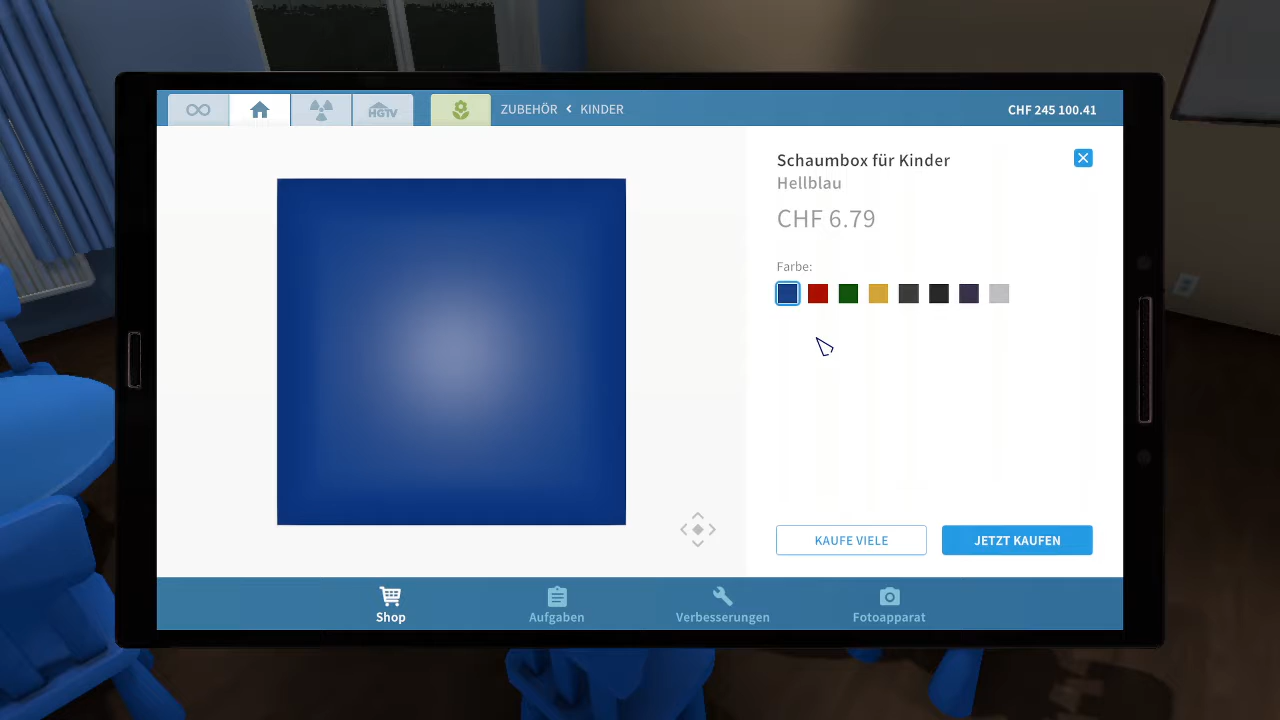 HGTV
ZUBEHÖR
KINDER
CHF 245 100.41
Schaumbox für Kinder
Hellblau
CHF 6.79
Farbe:
KAUFE VIELE
JETZT KAUFEN
Shop
Aufgaben
Verbesserungen
Fotoapparat